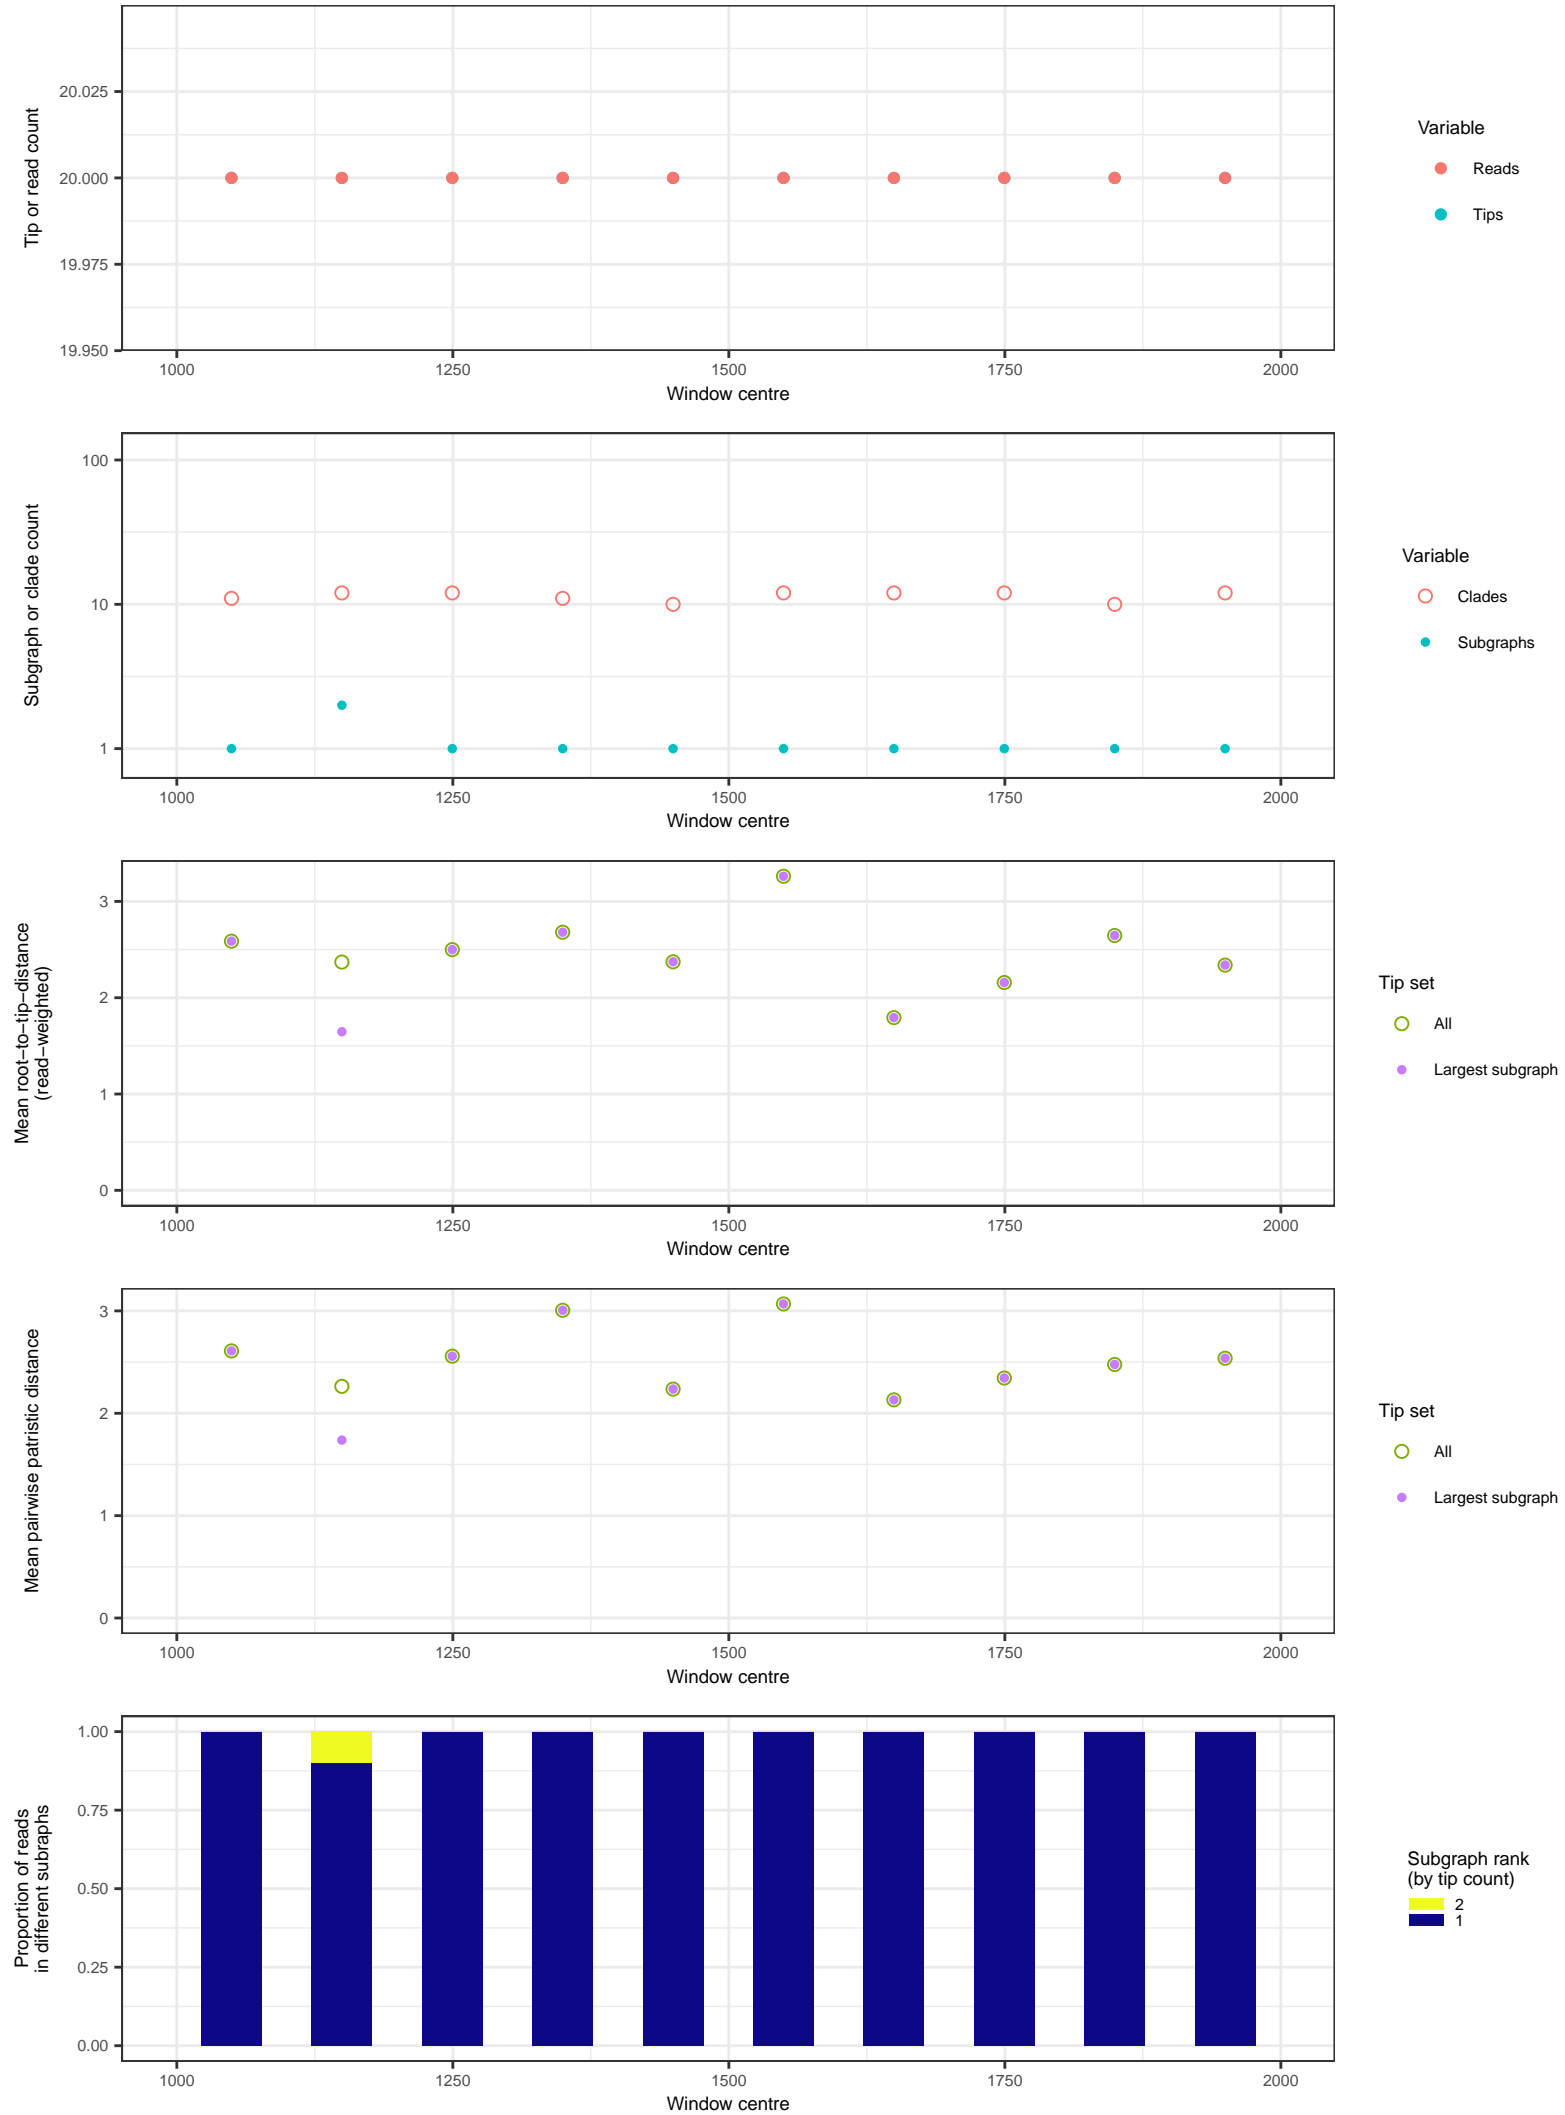 20.025
20.000
19.975
19.950
Tip or read count
1000 1250 1500 1750 2000
Window centre
Variable
Reads
Tips
100
10
1
Subgraph or clade count
1000 1250 1500 1750 2000
Window centre
Variable
Clades
Subgraphs
3
2
1
0
Mean root−to−tip−distance
(read−weighted)
1000 1250 1500 1750 2000
Window centre
Tip set
All
Largest subgraph
3
2
1
0
Mean pairwise patristic distance
1000 1250 1500 1750 2000
Window centre
Tip set
All
Largest subgraph
1.00
0.75
0.50
0.25
0.00
Proportion of reads
in different subraphs
1000 1250 1500 1750 2000
Window centre
Subgraph rank
(by tip count)
2
1